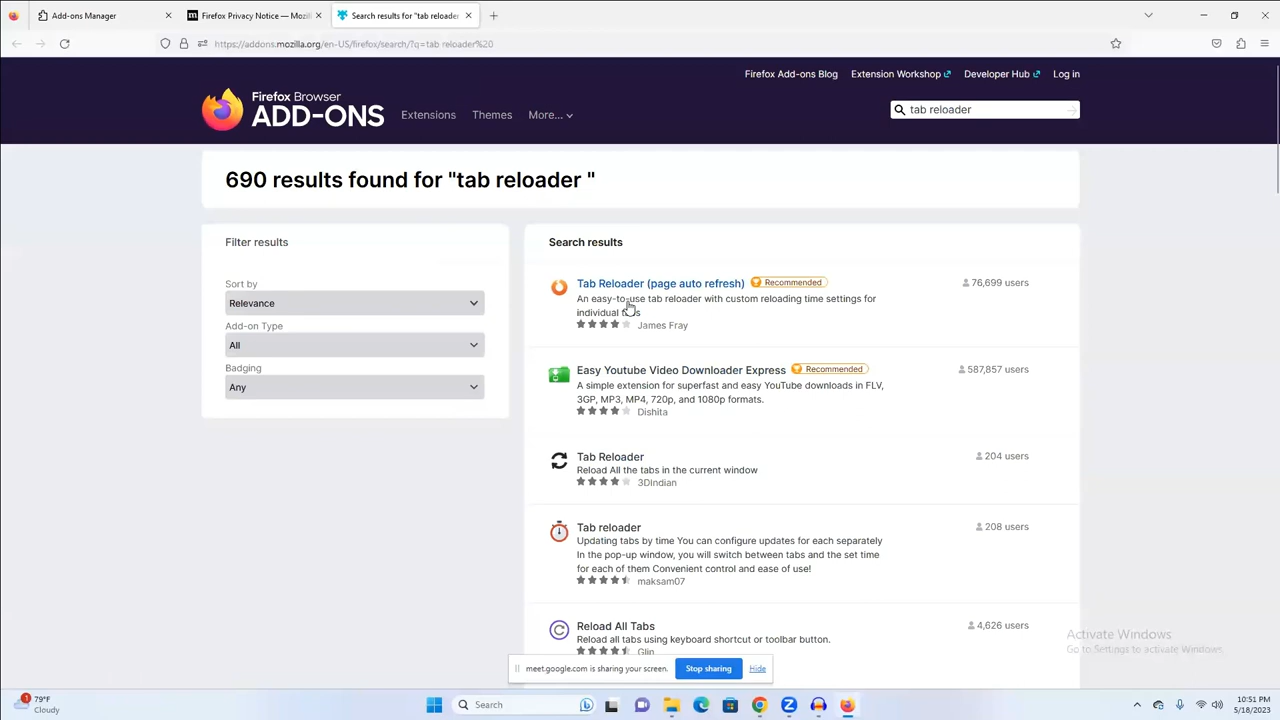 Add-ons Manager
Firefox Privacy Notice — Mozil
Search results for "tab reloader
https://addons.mozilla.org/en-US/firefox/search/?q=tab reloader%20
Firefox Add-ons Blog
Extension Workshop
Developer Hub
Log in
Firefox Browser
ADD-ONS
Extensions
Themes
More...
tab reloader
690 results found for "tab reloader "
Filter results
Sort by
Relevance
Add-on Type
All
Badging
Any
Search results
Tab Reloader (page auto refresh) Recommended
76,699 users
An easy-to-use tab reloader with custom reloading time settings for
individual
James Fray
Easy Youtube Video Downloader Express Recommended
587,857 users
A simple extension for superfast and easy YouTube downloads in FLV,
3GP, MP3, MP4, 720p, and 1080p formats.
Dishita
Tab Reloader
204 users
Reload All the tabs in the current window
3DIndian
Tab reloader
208 users
Updating tabs by time You can configure updates for each separately
In the pop-up window, you will switch between tabs and the set time
for each of them Convenient control and ease of use!
maksam07
Reload All Tabs
4,626 users
Reload all tabs using keyboard shortcut or toolbar button.
Glin
Activate Windows
Go to Settings to activate Windows.
meet.google.com is sharing your screen.
Stop sharing
Hide
1
79°F
Cloudy
Search
10:51 PM
5/18/2023